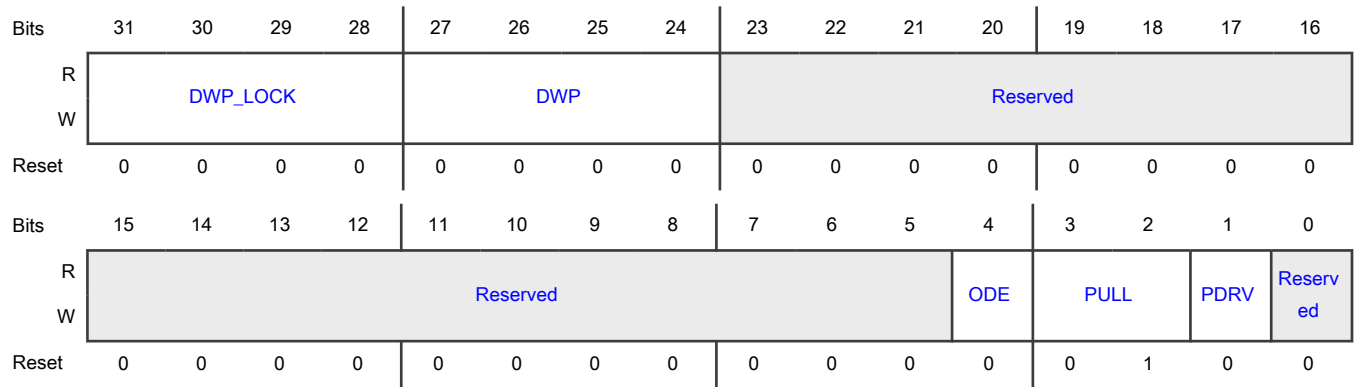 Bits 31 30 29 28 27 26 25 24 23 22 21 20 19 18 17 16
R
DWP_LOCK DWP Reserved
W
Reset 0 0 0 0 0 0 0 0 0 0 0 0 0 0 0 0
Bits 15 14 13 12 11 10 9 8 7 6 5 4 3 2 1 0
R
Reserved ODE PULL PDRV Reserv
ed
W
Reset 0 0 0 0 0 0 0 0 0 0 0 0 0 1 0 0